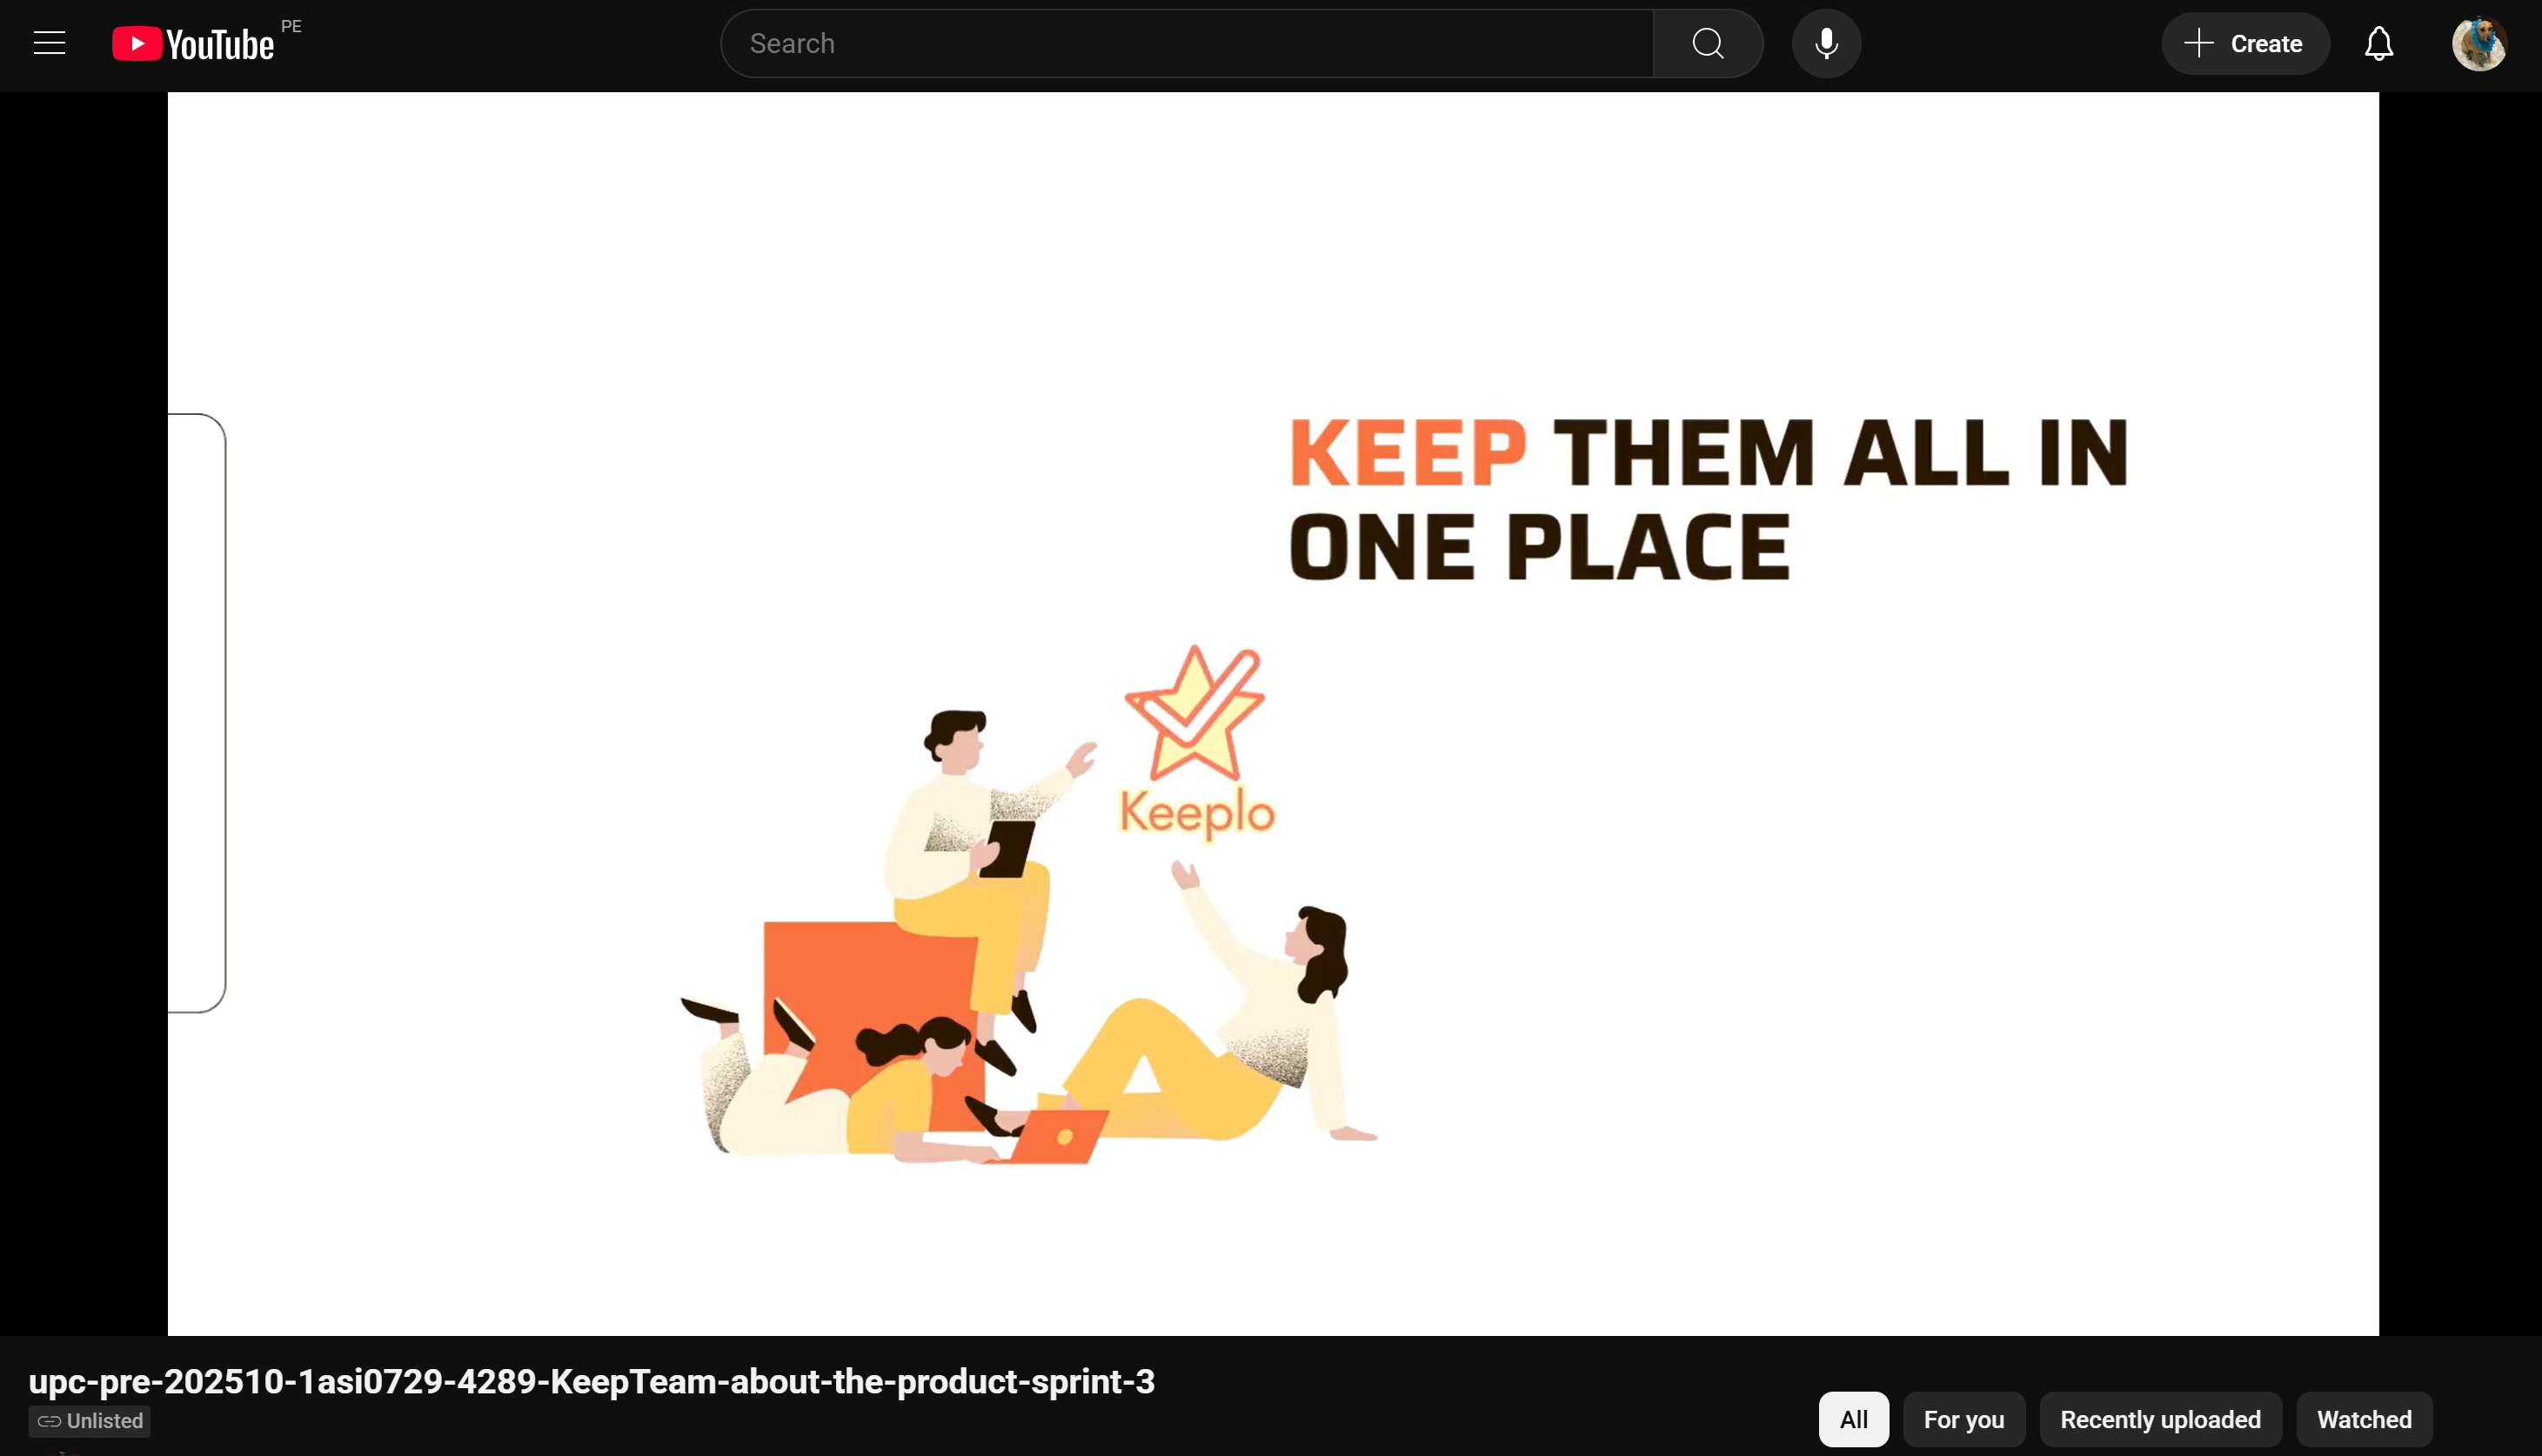 YouTube PE
Search
Create
KEEP THEM ALL IN
ONE PLACE
Keeplo
upc-pre-202510-1asi0729-4289-KeepTeam-about-the-product-sprint-3
Unlisted
All
For you
Recently uploaded
Watched